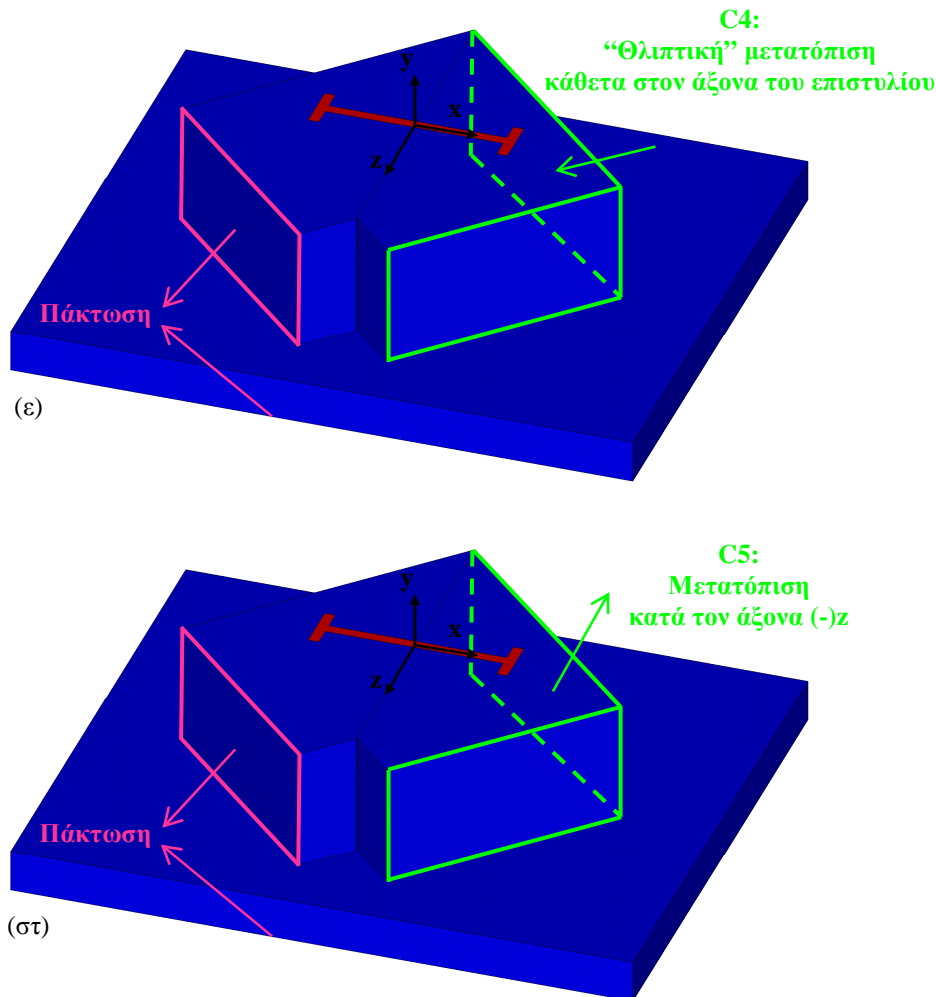 C4:
“Θλιπτική” μετατόπιση
κάθετα στον άξονα του επιστυλίου
y
x
z
Πάκτωση
(ε)
C5:
Μετατόπιση
κατά τον άξονα (-)z
y
x
z
Πάκτωση
(στ)